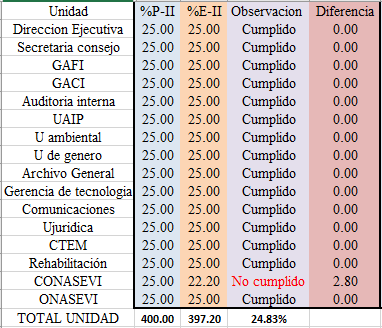 Unidad %P-II %E-II Observacion Diferencia
Direccion Ejecutiva 25.00 25.00 Cumplido 0.00
Secretaria consejo 25.00 25.00 Cumplido 0.00
GAFI 25.00 25.00 Cumplido 0.00
GACI 25.00 25.00 Cumplido 0.00
Auditoria interna 25.00 25.00 Cumplido 0.00
UAIP 25.00 25.00 Cumplido 0.00
U ambiental 25.00 25.00 Cumplido 0.00
U de genero 25.00 25.00 Cumplido 0.00
Archivo General 25.00 25.00 Cumplido 0.00
Gerencia de tecnologia 25.00 25.00 Cumplido 0.00
Comunicaciones 25.00 25.00 Cumplido 0.00
Ujuridica 25.00 25.00 Cumplido 0.00
CTEM 25.00 25.00 Cumplido 0.00
Rehabilitación 25.00 25.00 Cumplido 0.00
CONASEVI 25.00 22.20 No cumplido 2.80
ONASEVI 25.00 25.00 Cumplido 0.00
TOTAL UNIDAD 400.00 397.20 24.83%